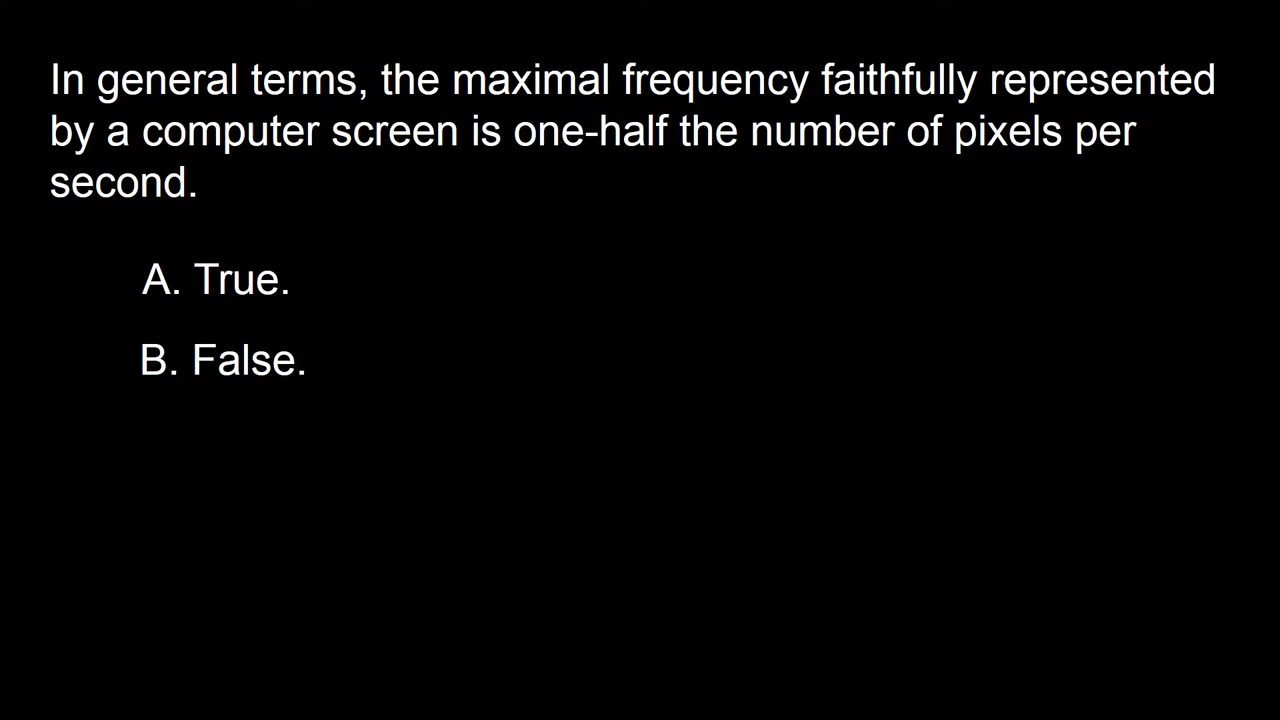 In general terms, the maximal frequency faithfully represented
by a computer screen is one-half the number of pixels per
second.
A. True.
B. False.